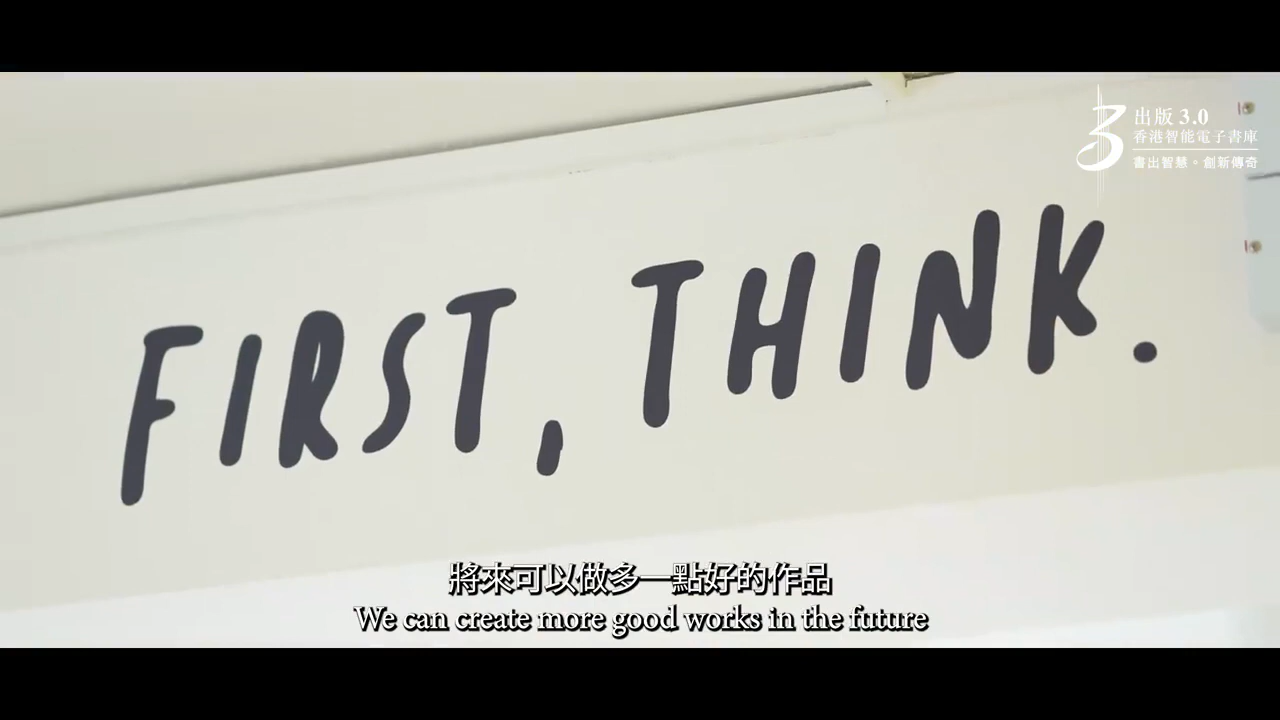 出版 3.0
香港智能電子書庫
書出智慧。創新傳奇
FIRST, THINK.
將來可以做多一點好的作品
We can create more good works in the future